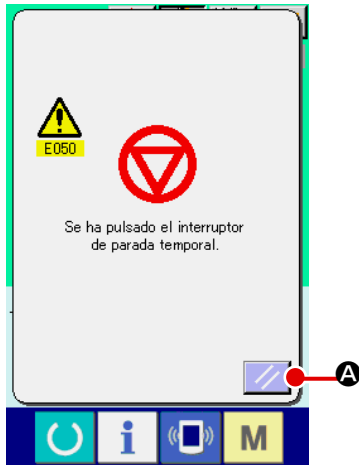 E050
Se ha pulsado el interruptor
de parada temporal.
A
M